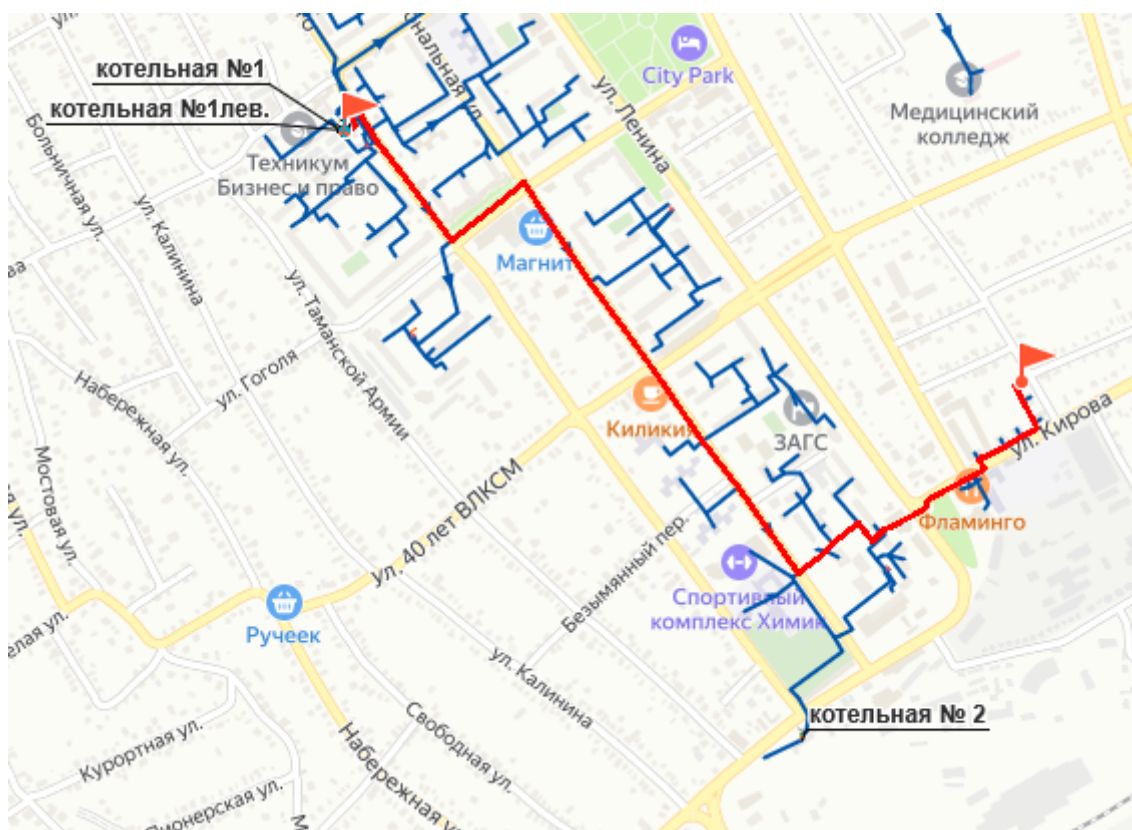 котельная №1
котельная №1лев.
Техникум
Бизнес и право
City Park
ул. Ленина
Медицинский
колледж
Больничная ул.
ул. Калинина
ул. Таманской Армии
ул. Гоголя
Набережная ул.
Мостовая ул.
Магнит
Киликия
ЗАГС
ул. Кирова
Фламинго
ул. 40 лет ВЛКСМ
Безымянный пер.
Спортивный
комплекс Химик
Ручеек
ул. Калинина
Свободная ул.
котельная № 2
Курортная ул.
Набережная ул.